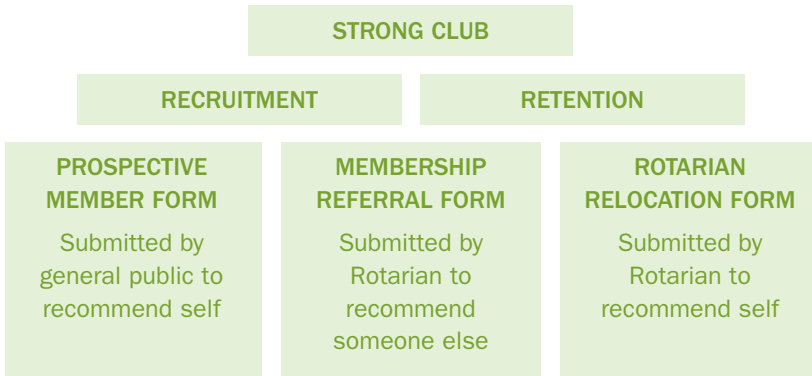 STRONG CLUB
RECRUITMENT
RETENTION
PROSPECTIVE
MEMBER FORM
Submitted by
general public to
recommend self
MEMBERSHIP
REFERRAL FORM
Submitted by
Rotarian to
recommend
someone else
ROTARIAN
RELOCATION FORM
Submitted by
Rotarian to
recommend self